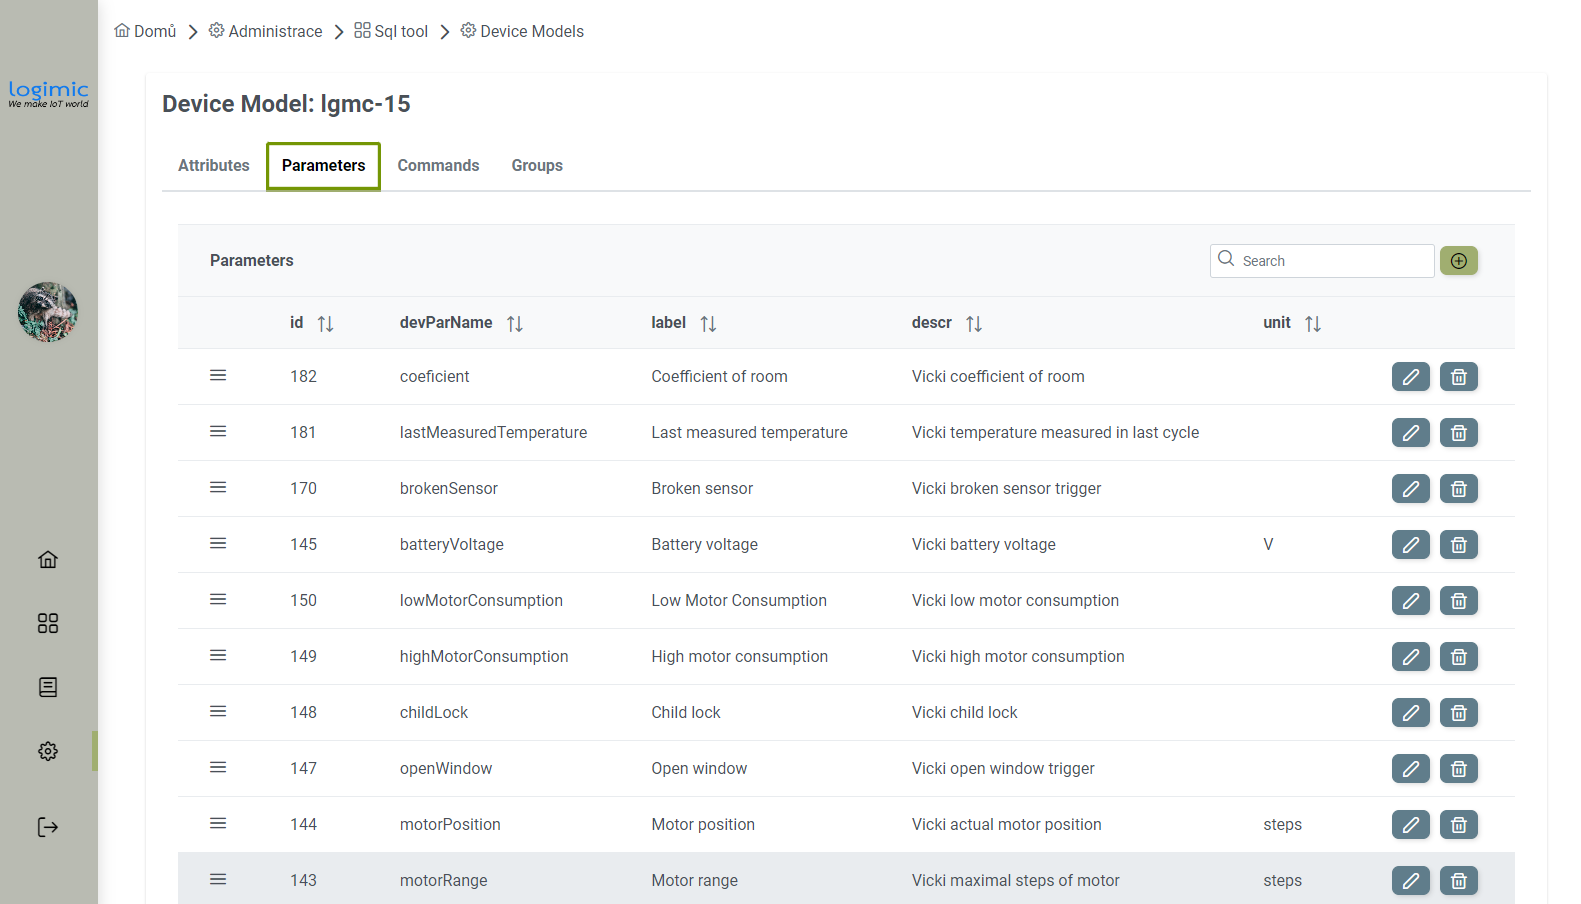 Domů Administrace Sql tool Device Models
logimic
We make IoT world
Device Model: lgmc-15
Attributes Parameters Commands Groups
Parameters Search
id devParName label descr unit
182 coeficient Coefficient of room Vicki coefficient of room
181 lastMeasuredTemperature Last measured temperature Vicki temperature measured in last cycle
170 brokenSensor Broken sensor Vicki broken sensor trigger
145 batteryVoltage Battery voltage Vicki battery voltage V
150 lowMotorConsumption Low Motor Consumption Vicki low motor consumption
149 highMotorConsumption High motor consumption Vicki high motor consumption
148 childLock Child lock Vicki child lock
147 openWindow Open window Vicki open window trigger
144 motorPosition Motor position Vicki actual motor position steps
143 motorRange Motor range Vicki maximal steps of motor steps